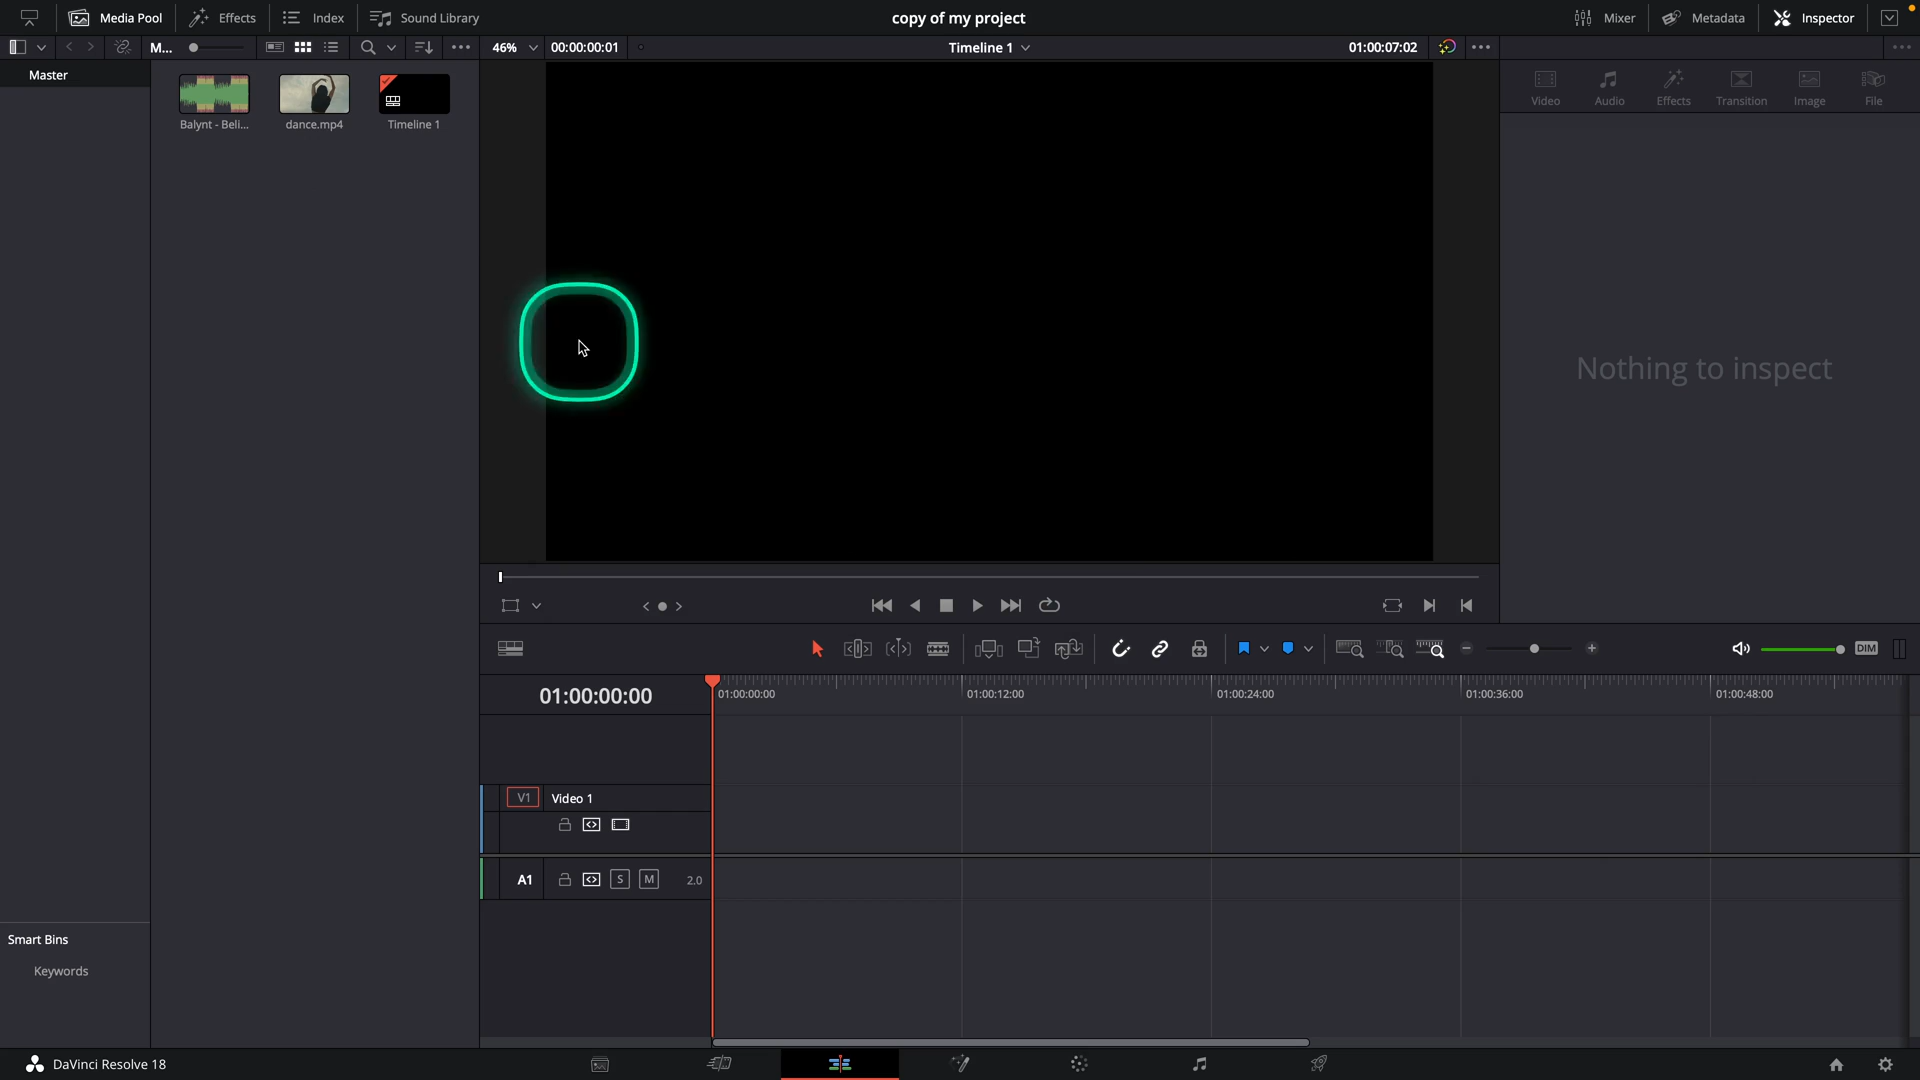 Media Pool
Effects
Index
Sound Library
copy of my project
Mixer
Metadata
Inspector
M...
46%
00:00:00:01
Timeline 1
01:00:07:02
Master
Balynt - Beli...
dance.mp4
Timeline 1
Video
Audio
Effects
Transition
Image
File
Nothing to inspect
DIM
01:00:00:00
01:00:00:00
01:00:12:00
01:00:24:00
01:00:36:00
01:00:48:00
V1
Video 1
A1
S
M
2.0
Smart Bins
Keywords
DaVinci Resolve 18